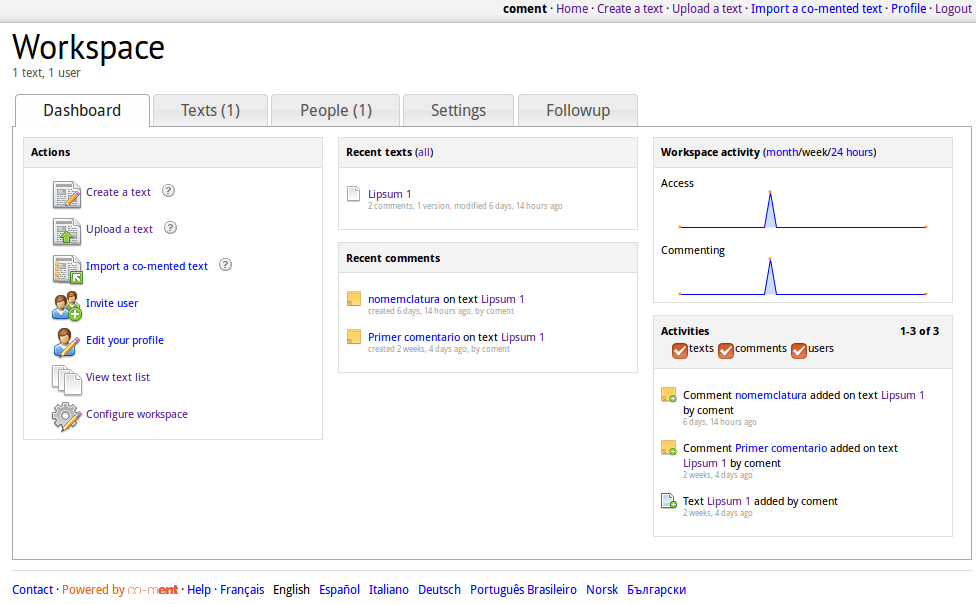 coment · Home · Create a text · Upload a text · Import a co-mented text · Profile · Logout
Workspace
1 text, 1 user
Dashboard
Texts (1)
People (1)
Settings
Followup
Actions
Create a text ?
Upload a text ?
Import a co-mented text ?
Invite user
Edit your profile
View text list
Configure workspace
Recent texts (all)
Lipsum 1
2 comments, 1 version, modified 6 days, 14 hours ago
Recent comments
nomemclatura on text Lipsum 1
created 6 days, 14 hours ago, by coment
Primer comentario on text Lipsum 1
created 2 weeks, 4 days ago, by coment
Workspace activity (month/week/24 hours)
Access
Commenting
Activities 1-3 of 3
texts comments users
Comment nomemclatura added on text Lipsum 1
by coment
6 days, 14 hours ago
Comment Primer comentario added on text
Lipsum 1 by coment
2 weeks, 4 days ago
Text Lipsum 1 added by coment
2 weeks, 4 days ago
Contact · Powered by co-ment · Help · Français English Español Italiano Deutsch Português Brasileiro Norsk Български